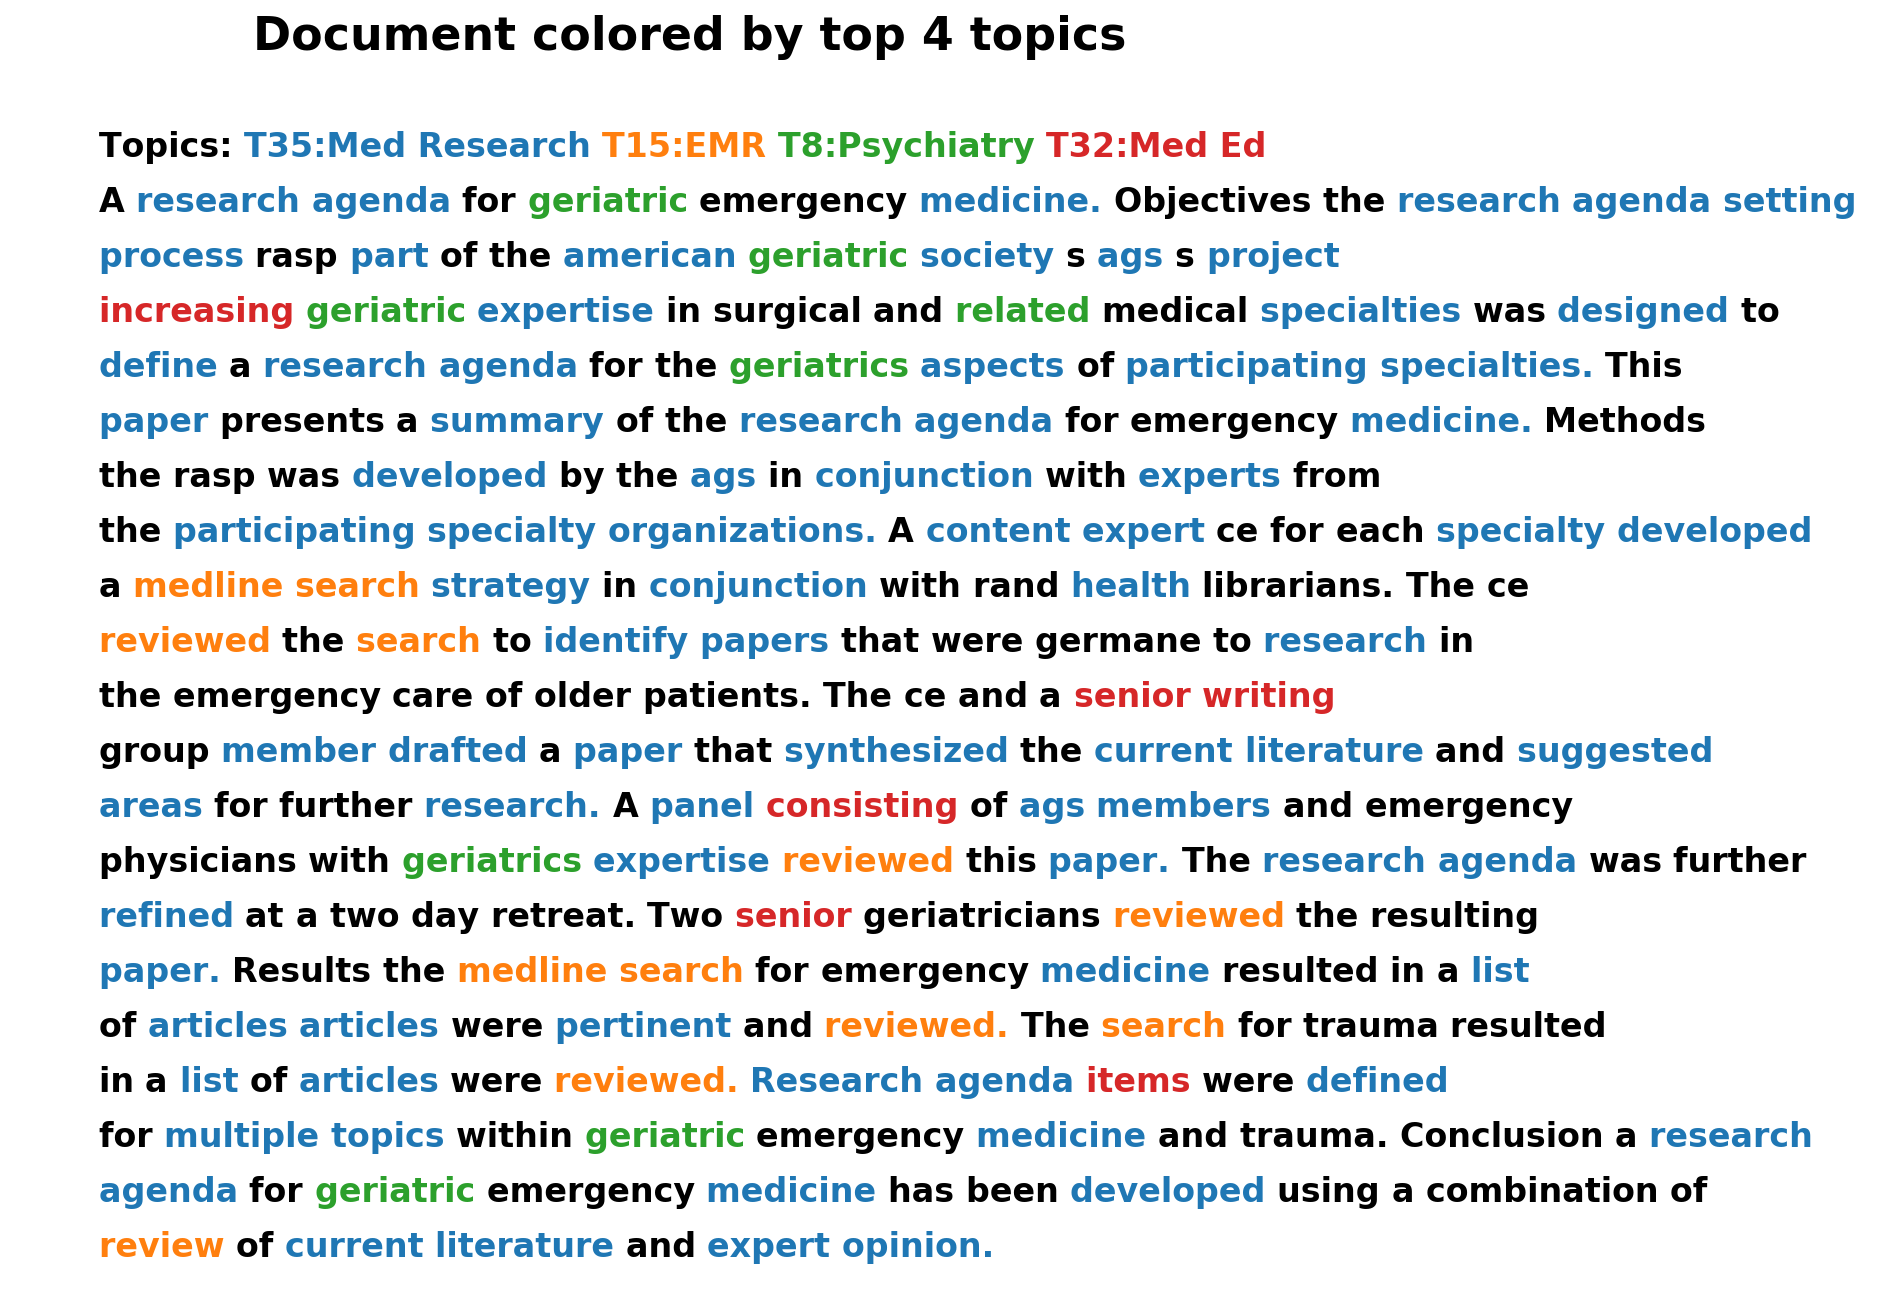 Document colored by top 4 topics
Topics: T35:Med Research T15:EMR T8:Psychiatry T32:Med Ed
A research agenda for geriatric emergency medicine. Objectives the research agenda setting
process rasp part of the american geriatric society s ags s project
increasing geriatric expertise in surgical and related medical specialties was designed to
define a research agenda for the geriatrics aspects of participating specialties. This
paper presents a summary of the research agenda for emergency medicine. Methods
the rasp was developed by the ags in conjunction with experts from
the participating specialty organizations. A content expert ce for each specialty developed
a medline search strategy in conjunction with rand health librarians. The ce
reviewed the search to identify papers that were germane to research in
the emergency care of older patients. The ce and a senior writing
group member drafted a paper that synthesized the current literature and suggested
areas for further research. A panel consisting of ags members and emergency
physicians with geriatrics expertise reviewed this paper. The research agenda was further
refined at a two day retreat. Two senior geriatricians reviewed the resulting
paper. Results the medline search for emergency medicine resulted in a list
of articles articles were pertinent and reviewed. The search for trauma resulted
in a list of articles were reviewed. Research agenda items were defined
for multiple topics within geriatric emergency medicine and trauma. Conclusion a research
agenda for geriatric emergency medicine has been developed using a combination of
review of current literature and expert opinion.